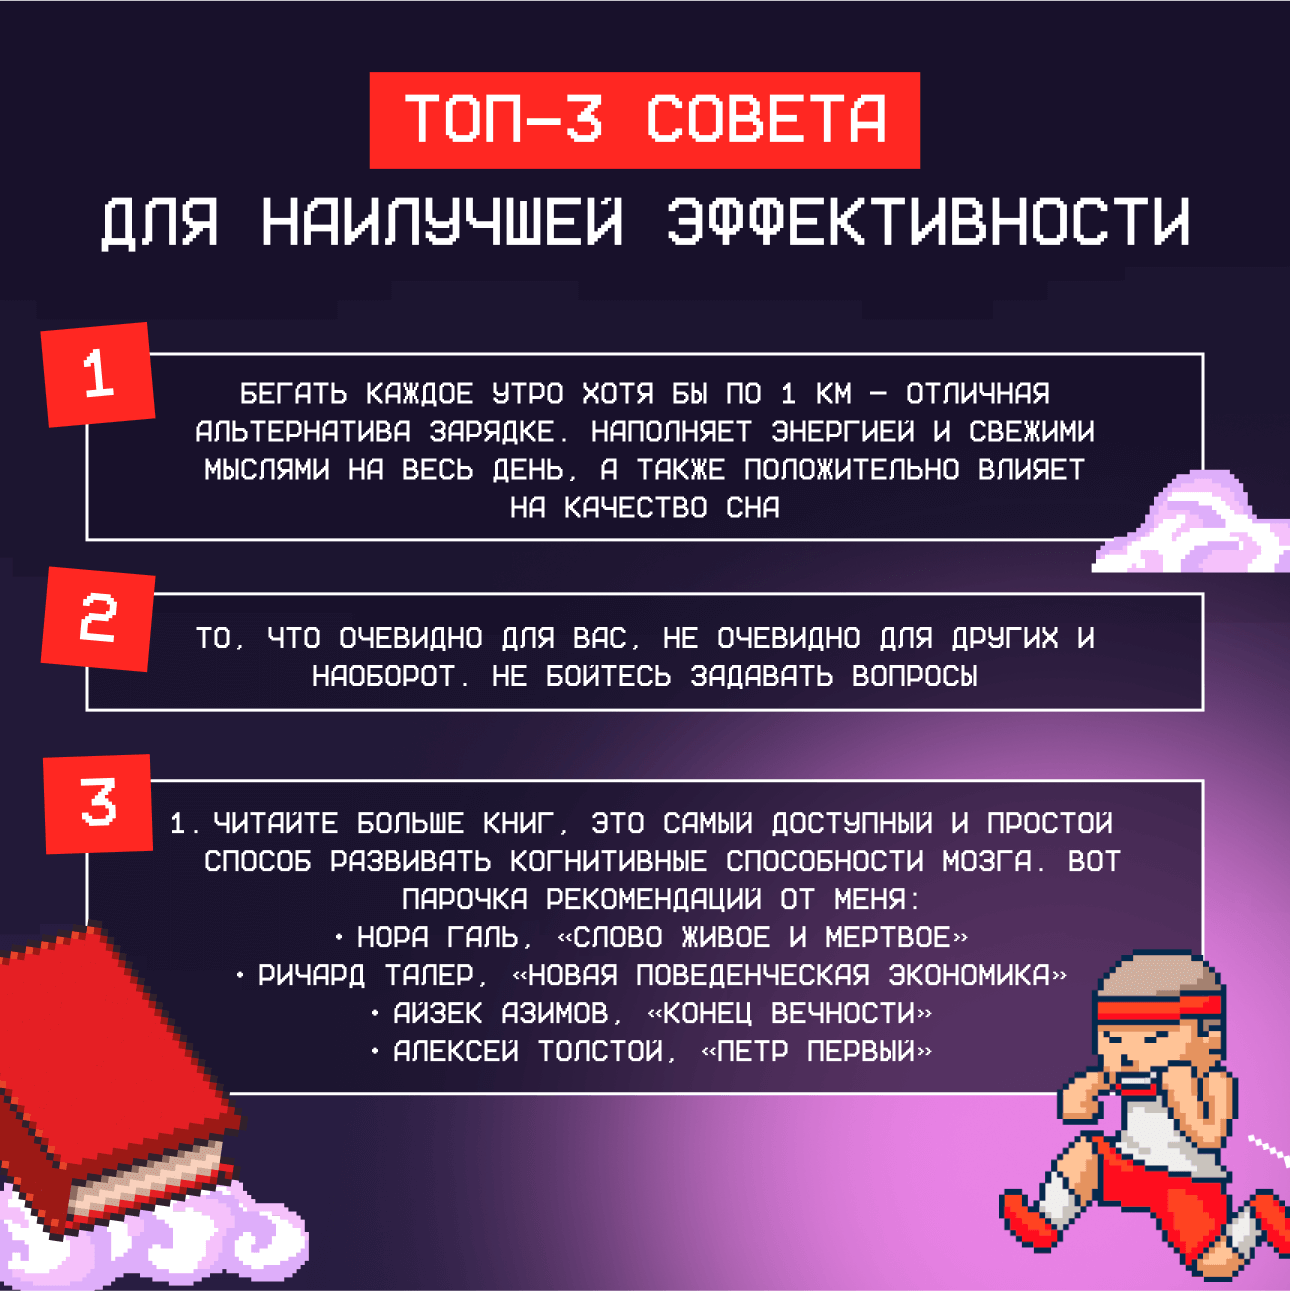 ТОП-3 СОВЕТА
ДЛЯ НАИЛУЧШЕЙ ЭФФЕКТИВНОСТИ
1
БЕГАТЬ КАЖДОЕ УТРО ХОТЯ БЫ ПО 1 КМ — ОТЛИЧНАЯ
АЛЬТЕРНАТИВА ЗАРЯДКЕ. НАПОЛНЯЕТ ЭНЕРГИЕЙ И СВЕЖИМИ
МЫСЛЯМИ НА ВЕСЬ ДЕНЬ, А ТАКЖЕ ПОЛОЖИТЕЛЬНО ВЛИЯЕТ
НА КАЧЕСТВО СНА
2
ТО, ЧТО ОЧЕВИДНО ДЛЯ ВАС, НЕ ОЧЕВИДНО ДЛЯ ДРУГИХ И
НАОБОРОТ. НЕ БОЙТЕСЬ ЗАДАВАТЬ ВОПРОСЫ
3
1. ЧИТАЙТЕ БОЛЬШЕ КНИГ, ЭТО САМЫЙ ДОСТУПНЫЙ И ПРОСТОЙ
СПОСОБ РАЗВИВАТЬ КОГНИТИВНЫЕ СПОСОБНОСТИ МОЗГА. ВОТ
ПАРОЧКА РЕКОМЕНДАЦИЙ ОТ МЕНЯ:
• НОРА ГАЛЬ, «СЛОВО ЖИВОЕ И МЕРТВОЕ»
• РИЧАРД ТАЛЕР, «НОВАЯ ПОВЕДЕНЧЕСКАЯ ЭКОНОМИКА»
• АЙЗЕК АЗИМОВ, «КОНЕЦ ВЕЧНОСТИ»
• АЛЕКСЕЙ ТОЛСТОЙ, «ПЕТР ПЕРВЫЙ»